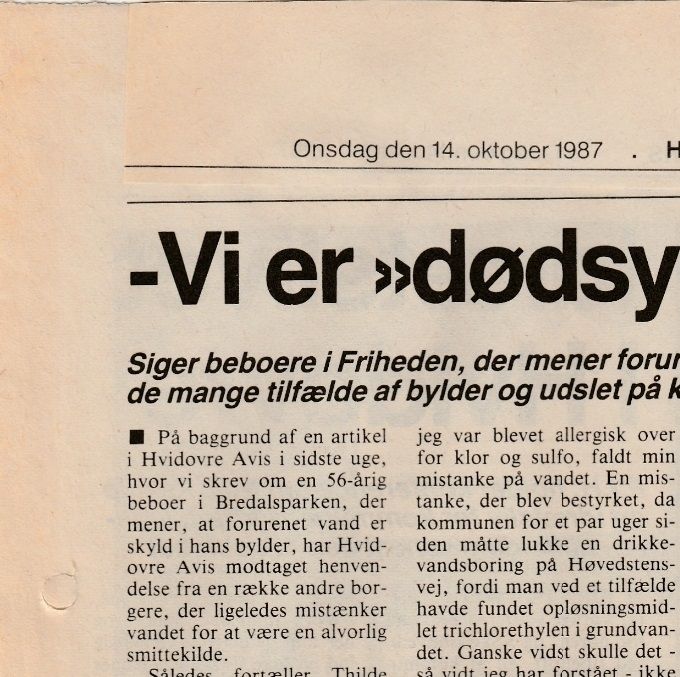 Onsdag den 14. oktober 1987 . H
-Vi er »dødsy
Siger beboere i Friheden, der mener forur
de mange tilfælde af bylder og udslet på k
■ På baggrund af en artikel
i Hvidovre Avis i sidste uge,
hvor vi skrev om en 56-årig
beboer i Bredalsparken, der
mener, at forurenet vand er
skyld i hans bylder, har Hvid-
ovre Avis modtaget henven-
delse fra en række andre bor-
gere, der ligeledes mistænker
vandet for at være en alvorlig
smittekilde.
Således fortæller Thilde
jeg var blevet allergisk over
for klor og sulfo, faldt min
mistanke på vandet. En mis-
tanke, der blev bestyrket, da
kommunen for et par uger si-
den måtte lukke en drikke-
vandsboring på Høvedstens-
vej, fordi man ved et tilfælde
havde fundet opløsningsmid-
let trichlorethylen i grundvan-
det. Ganske vidst skulle det -
så vidt jeg har forstået - ikke